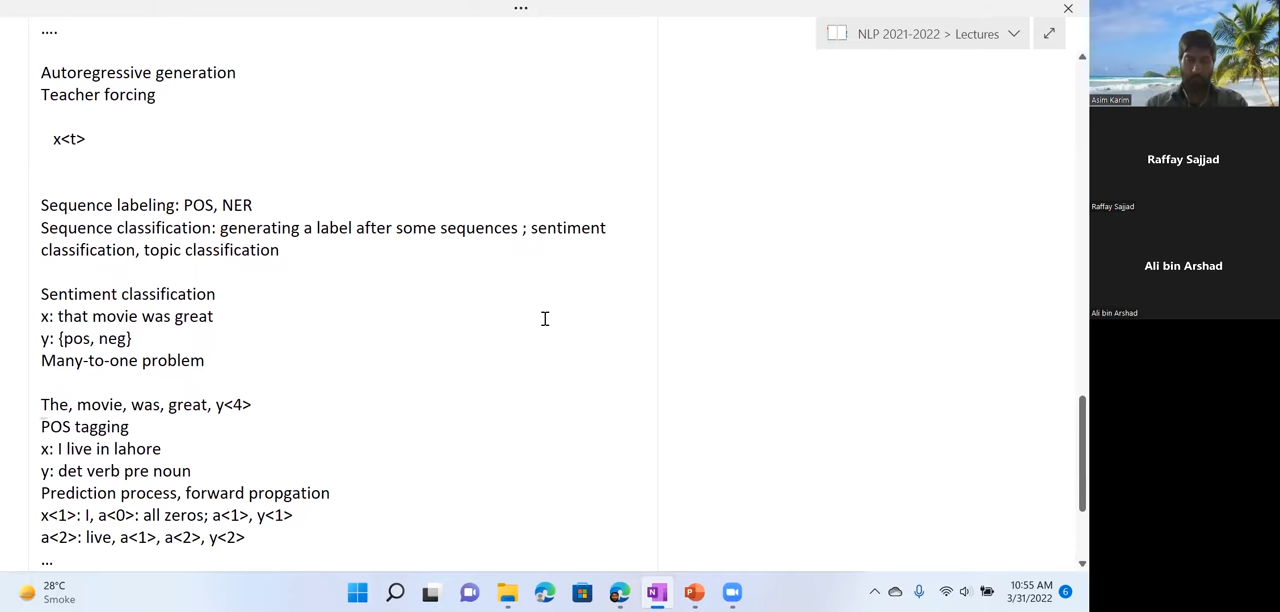 ....
NLP 2021-2022 > Lectures
Autoregressive generation
Teacher forcing
x<t>
Sequence labeling: POS, NER
Sequence classification: generating a label after some sequences ; sentiment
classification, topic classification
Sentiment classification
x: that movie was great
y: {pos, neg}
Many-to-one problem
The, movie, was, great, y<4>
POS tagging
x: I live in lahore
y: det verb pre noun
Prediction process, forward propgation
x<1>: I, a<0>: all zeros; a<1>, y<1>
a<2>: live, a<1>, a<2>, y<2>
...
Asim Karim
Raffay Sajjad
Raffay Sajjad
Ali bin Arshad
Ali bin Arshad
28°C
Smoke
10:55 AM
3/31/2022
6